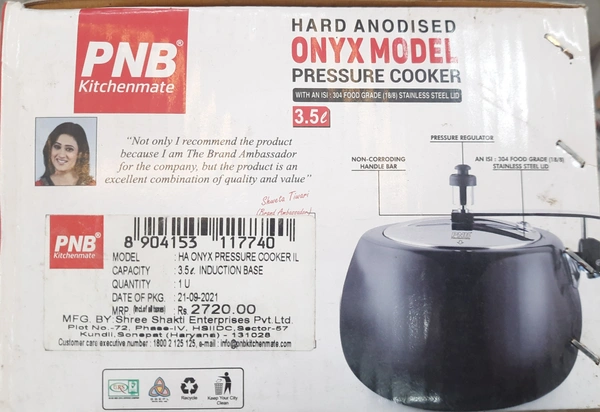 PNB®
Kitchenmate
HARD ANODISED
ONYX MODEL
PRESSURE COOKER
WITH AN ISI : 304 FOOD GRADE (18/8) STAINLESS STEEL LID
3.5ℓ
"Not only I recommend the product
because I am The Brand Ambassador
for the company, but the product is an
excellent combination of quality and value"
Shweta Tiwari
(Brand Ambassador)
PRESSURE REGULATOR
NON-CORRODING
HANDLE BAR
AN ISI : 304 FOOD GRADE (18/8)
STAINLESS STEEL LID
PNB®
Kitchenmate
8 904153 117740
MODEL : HA ONYX PRESSURE COOKER IL
CAPACITY : 3.5ℓ. INDUCTION BASE
QUANTITY : 1 U
DATE OF PKG. : 21-09-2021
MRP (Incl.of all taxes) : Rs 2720.00
MFG. BY.Shree Shakti Enterprises Pvt.Ltd.
Plot No.-72, Phase-IV, HSIIDC, Sector-57
Kundli, Sonepat (Haryana) - 131028
Customer care executive number : 1800 2 125 125, e-mail : info@pnbkitchenmate.com
Recycle
Keep Your City
Clean